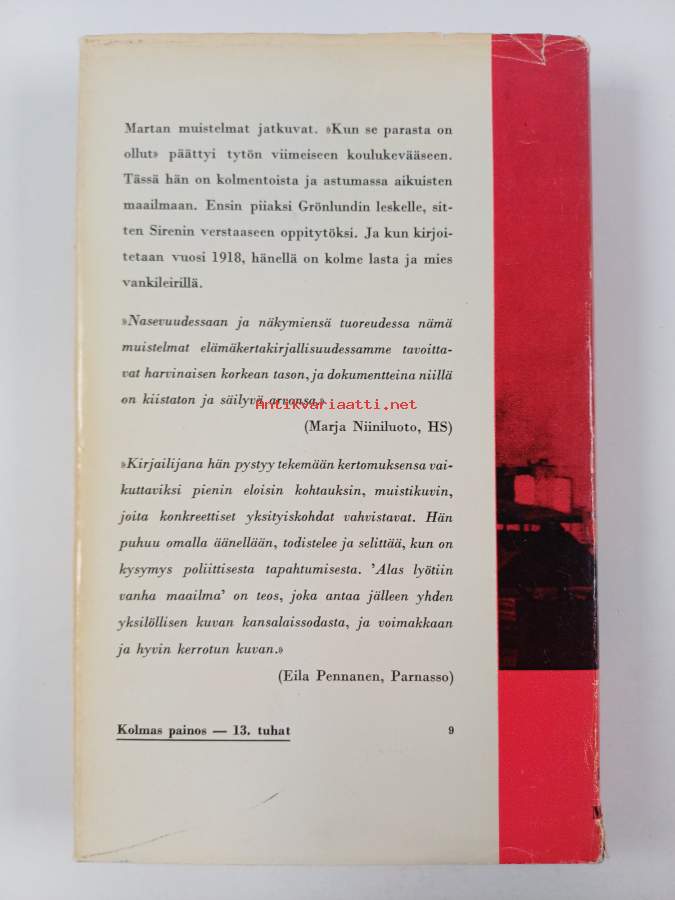 Martan muistelmat jatkuvat. »Kun se parasta on
ollut» päättyi tytön viimeiseen koulukevääseen.
Tässä hän on kolmentoista ja astumassa aikuisten
maailmaan. Ensin piiaksi Grönlundin leskelle, sit-
ten Sirenin verstaaseen oppitytöksi. Ja kun kirjoi-
tetaan vuosi 1918, hänellä on kolme lasta ja mies
vankileirillä.
»Nasevuudessaan ja näkymiensä tuoreudessa nämä
muistelmat elämäkertakirjallisuudessamme tavoitta-
vat harvinaisen korkean tason, ja dokumentteina niillä
on kiistaton ja säilyvä arvonsa.»
Antikvariaatti.net
(Marja Niiniluoto, HS)
»Kirjailijana hän pystyy tekemään kertomuksensa vai-
kuttaviksi pienin eloisin kohtauksin, muistikuvin,
joita konkreettiset yksityiskohdat vahvistavat. Hän
puhuu omalla äänellään, todistelee ja selittää, kun on
kysymys poliittisesta tapahtumisesta. 'Alas lyötiin
vanha maailma' on teos, joka antaa jälleen yhden
yksilöllisen kuvan kansalaissodasta, ja voimakkaan
ja hyvin kerrotun kuvan.»
(Eila Pennanen, Parnasso)
Kolmas painos — 13. tuhat 9